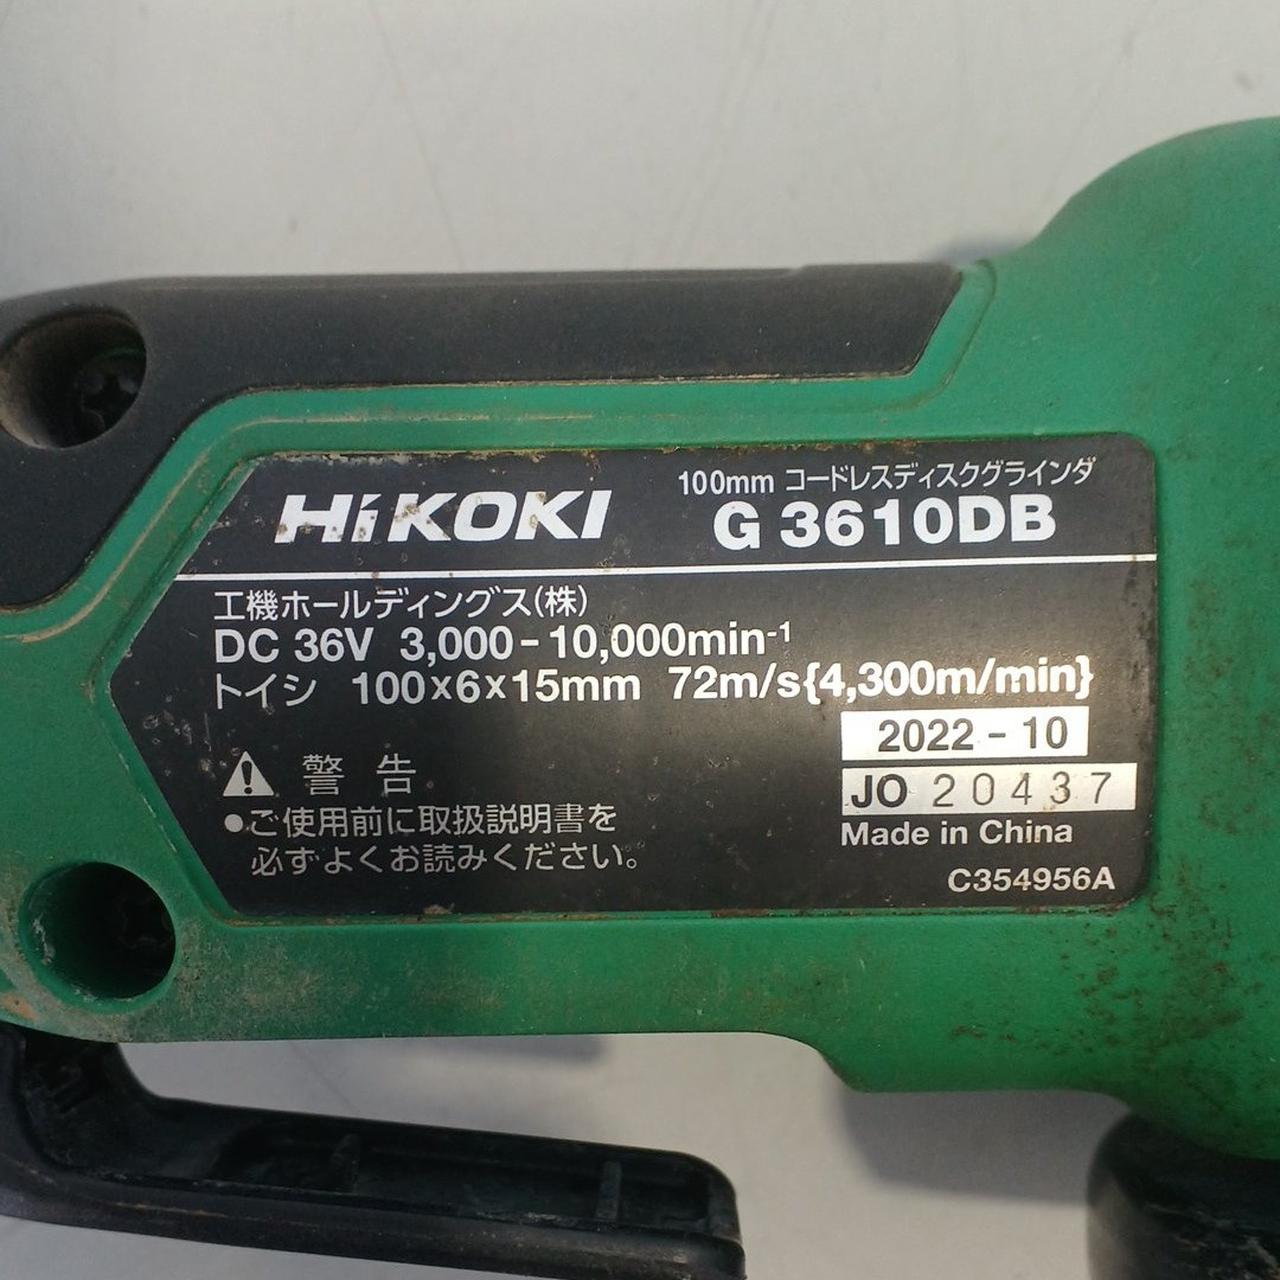 HiKOKI
100mm コードレスディスクグラインダ
G 3610DB
工機ホールディングス(株)
DC 36V 3,000-10,000min-1
トイシ 100×6×15mm 72m/s{4,300m/min}
2022-10
JO 20437
Made in China
C354956A
警告
●ご使用前に取扱説明書を
必ずよくお読みください。